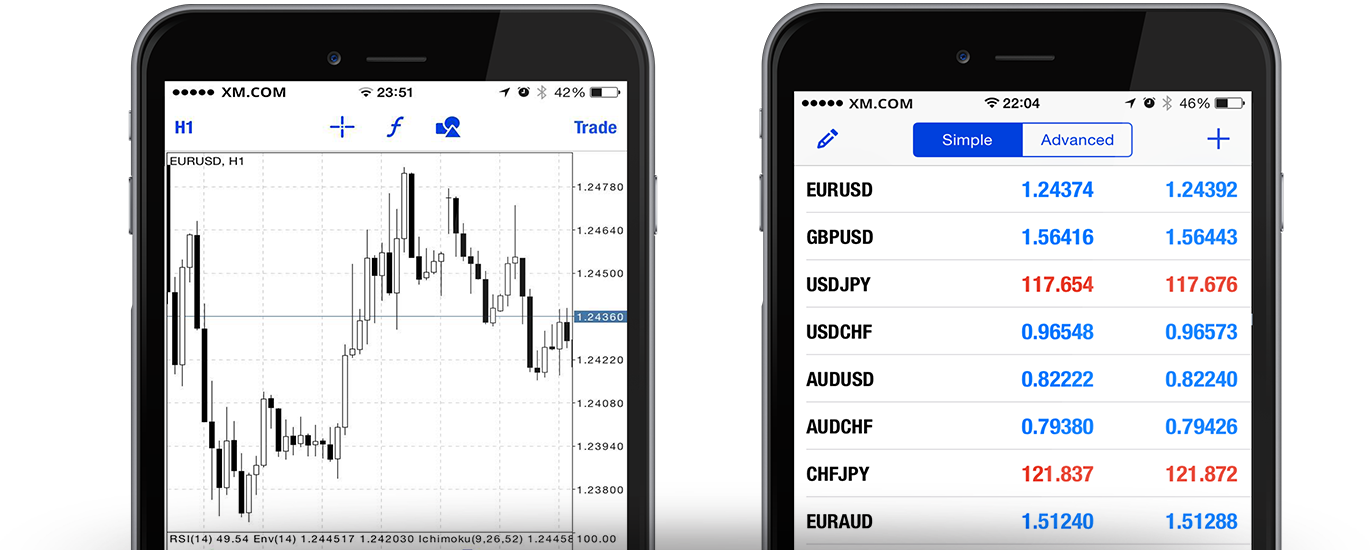 XM.COM 23:51 42%
H1 f Trade
EURUSD, H1
1.24780
1.24640
1.24500
1.24360
1.24220
1.24080
1.23940
1.23800
RSI(14) 49.54 Env(14) 1.244517 1.242030 Ichimoku(9,26,52) 1.24458 100.00
XM.COM 22:04 46%
Simple Advanced
EURUSD 1.24374 1.24392
GBPUSD 1.56416 1.56443
USDJPY 117.654 117.676
USDCHF 0.96548 0.96573
AUDUSD 0.82222 0.82240
AUDCHF 0.79380 0.79426
CHFJPY 121.837 121.872
EURAUD 1.51240 1.51288